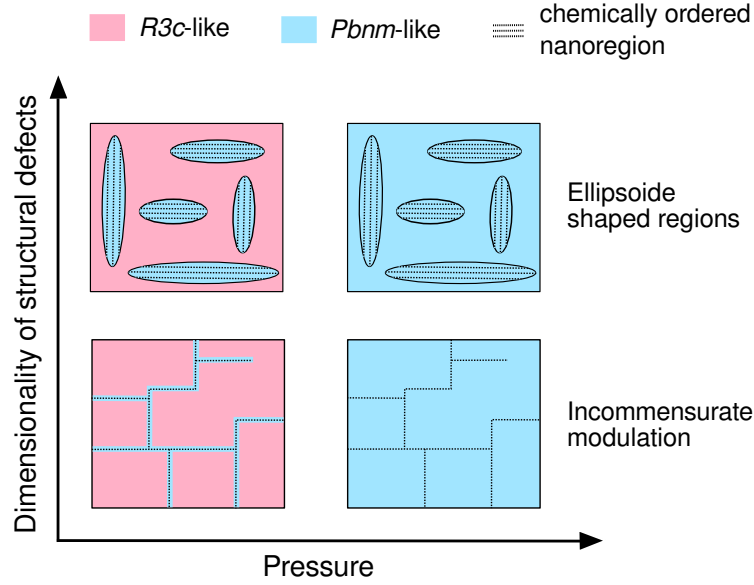 R3c-like
Pbnm-like
chemically ordered
nanoregion
Dimensionality of structural defects
Ellipsoide
shaped regions
Incommensurate
modulation
Pressure